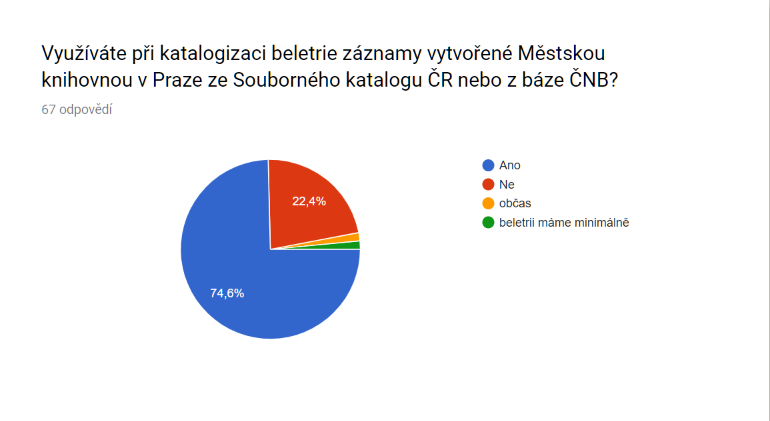 Využíváte při katalogizaci beletrie záznamy vytvořené Městskou
knihovnou v Praze ze Souborného katalogu ČR nebo z báze ČNB?
67 odpovědí
Ano
Ne
občas
beletrii máme minimálně
22,4%
74,6%